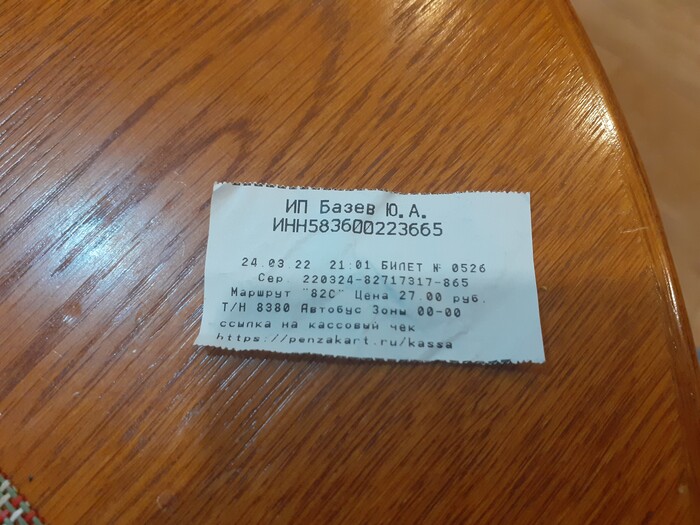 ИП Базев Ю.А.
ИНН583600223665
24.03.22 21:01 БИЛЕТ № 0526
Сер 220324-82717317-865
Маршрут "82С" Цена 27.00 руб.
Т/Н 8380 Автобус Зоны 00-00
ссылка на кассовый чек
https://penzakart.ru/kassa